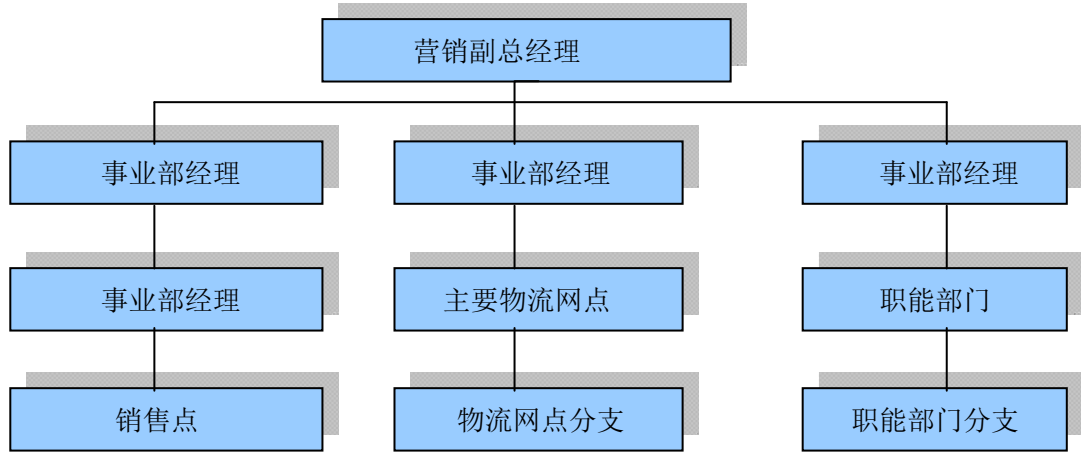 营销副总经理
事业部经理
事业部经理
事业部经理
事业部经理
主要物流网点
职能部门
销售点
物流网点分支
职能部门分支